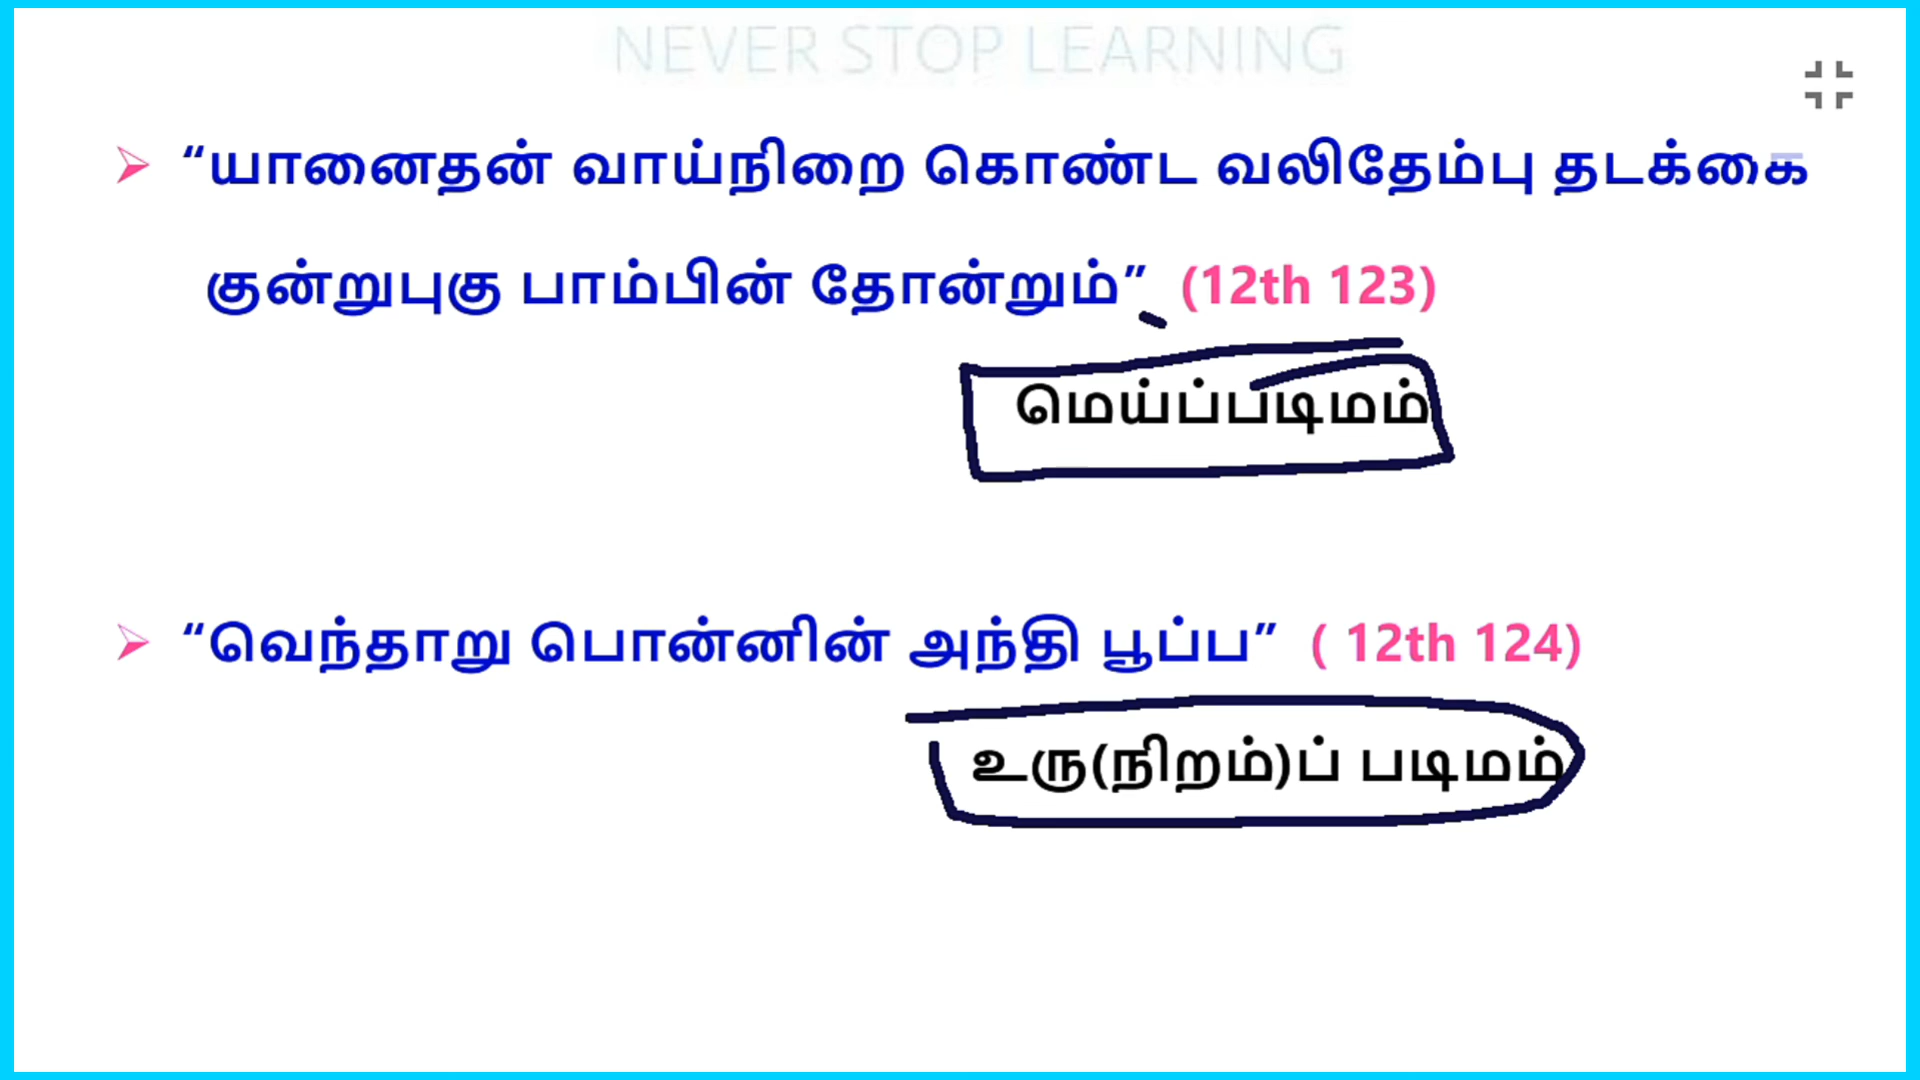 NEVER STOP LEARNING
“யானைதன் வாய்நிறை கொண்ட வலிதேம்பு தடக்கை
குன்றுபுகு பாம்பின் தோன்றும்” (12th 123)
மெய்ப்படிமம்
“வெந்தாறு பொன்னின் அந்தி பூப்ப” ( 12th 124)
உரு(நிறம்)ப் படிமம்